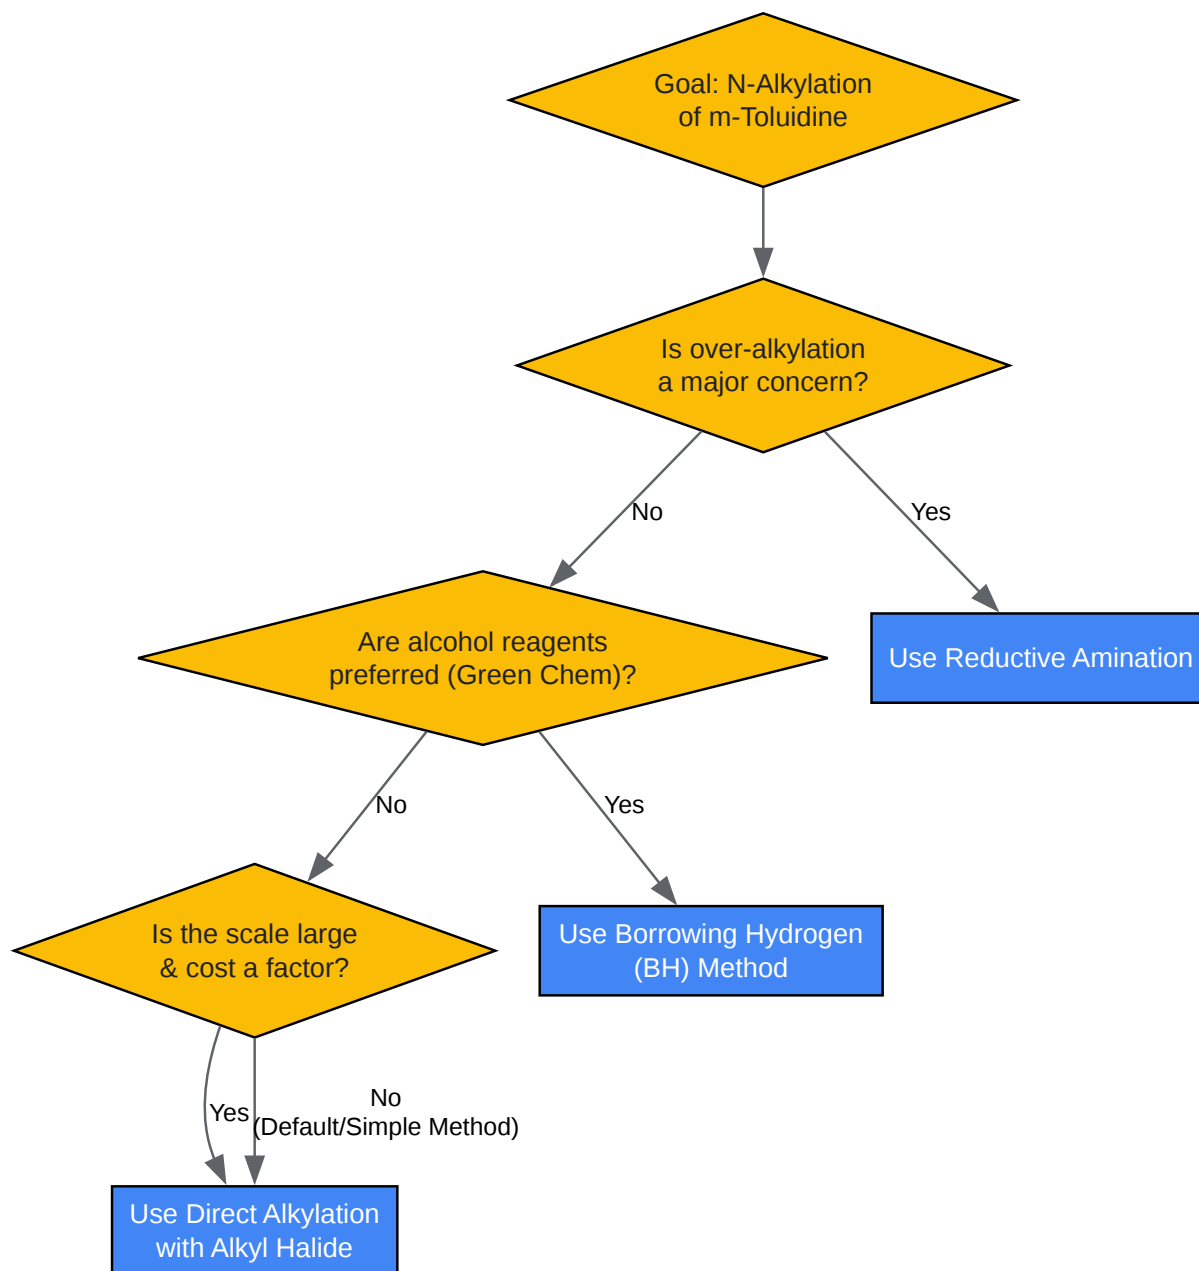 Goal: N-Alkylation
of m-Toluidine
Is over-alkylation
a major concern?
No
Yes
Are alcohol reagents
preferred (Green Chem)?
Use Reductive Amination
No
Yes
Is the scale large
& cost a factor?
Use Borrowing Hydrogen
(BH) Method
Yes
No
(Default/Simple Method)
Use Direct Alkylation
with Alkyl Halide